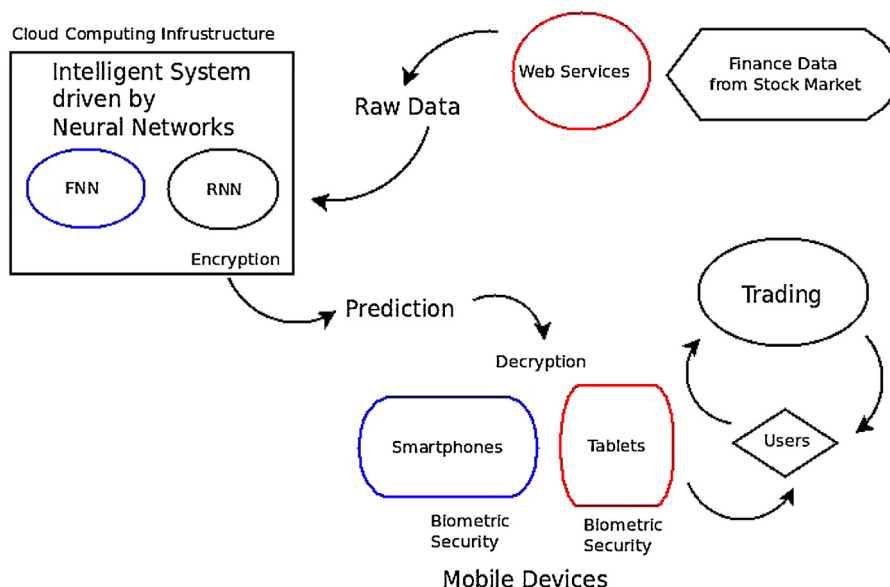 Cloud Computing Infrustructure
Intelligent System
driven by
Neural Networks
FNN
RNN
Encryption
Raw Data
Web Services
Finance Data
from Stock Market
Prediction
Decryption
Trading
Users
Smartphones
Tablets
Biometric
Security
Biometric
Security
Mobile Devices